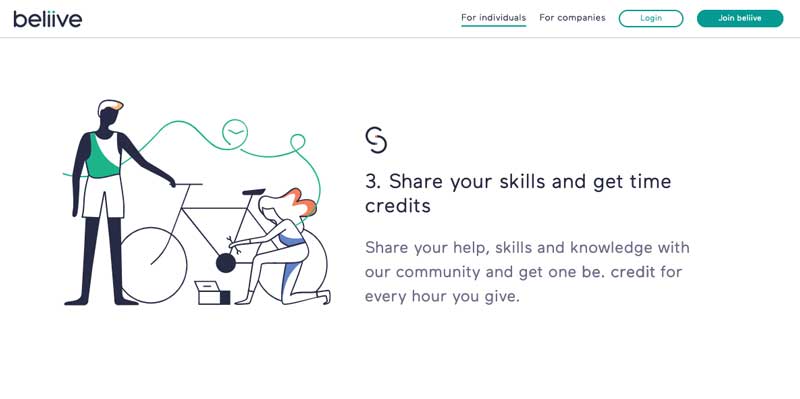 beliive
For individuals
For companies
Login
Join beliive
3. Share your skills and get time
credits
Share your help, skills and knowledge with
our community and get one be. credit for
every hour you give.